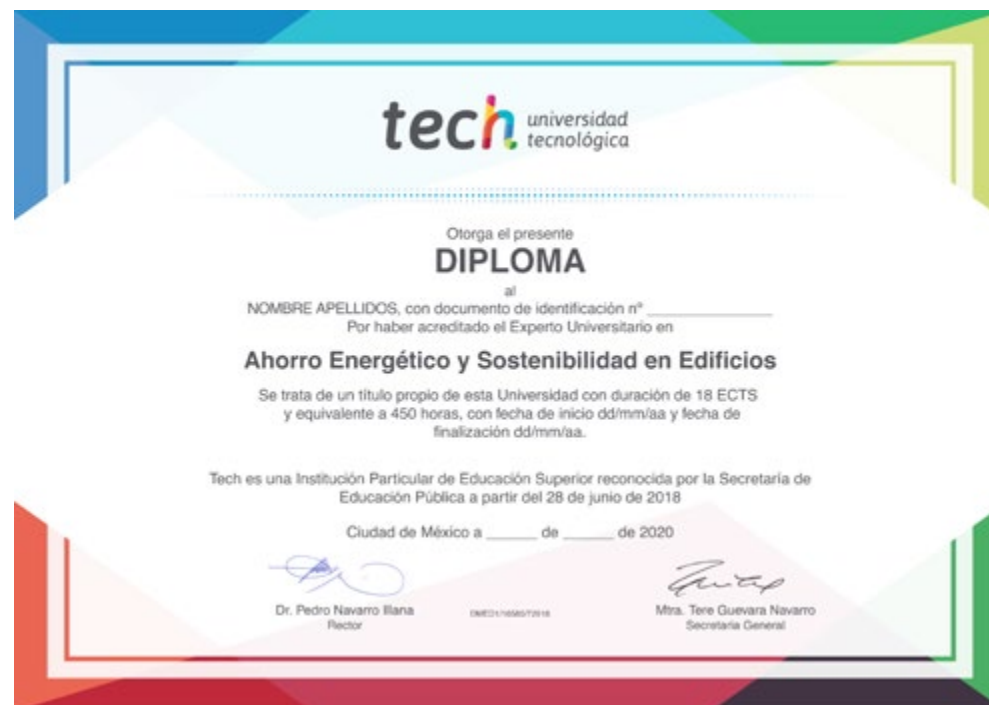 tech universidad
tecnológica
Otorga el presente
DIPLOMA
al
NOMBRE APELLIDOS, con documento de identificación nº ________________
Por haber acreditado el Experto Universitario en
Ahorro Energético y Sostenibilidad en Edificios
Se trata de un título propio de esta Universidad con duración de 18 ECTS
y equivalente a 450 horas, con fecha de inicio dd/mm/aa y fecha de
finalización dd/mm/aa.
Tech es una Institución Particular de Educación Superior reconocida por la Secretaría de
Educación Pública a partir del 28 de junio de 2018
Ciudad de México a ______ de ______ de 2020
Dr. Pedro Navarro Illana
Rector
Mtra. Tere Guevara Navarro
Secretaria General